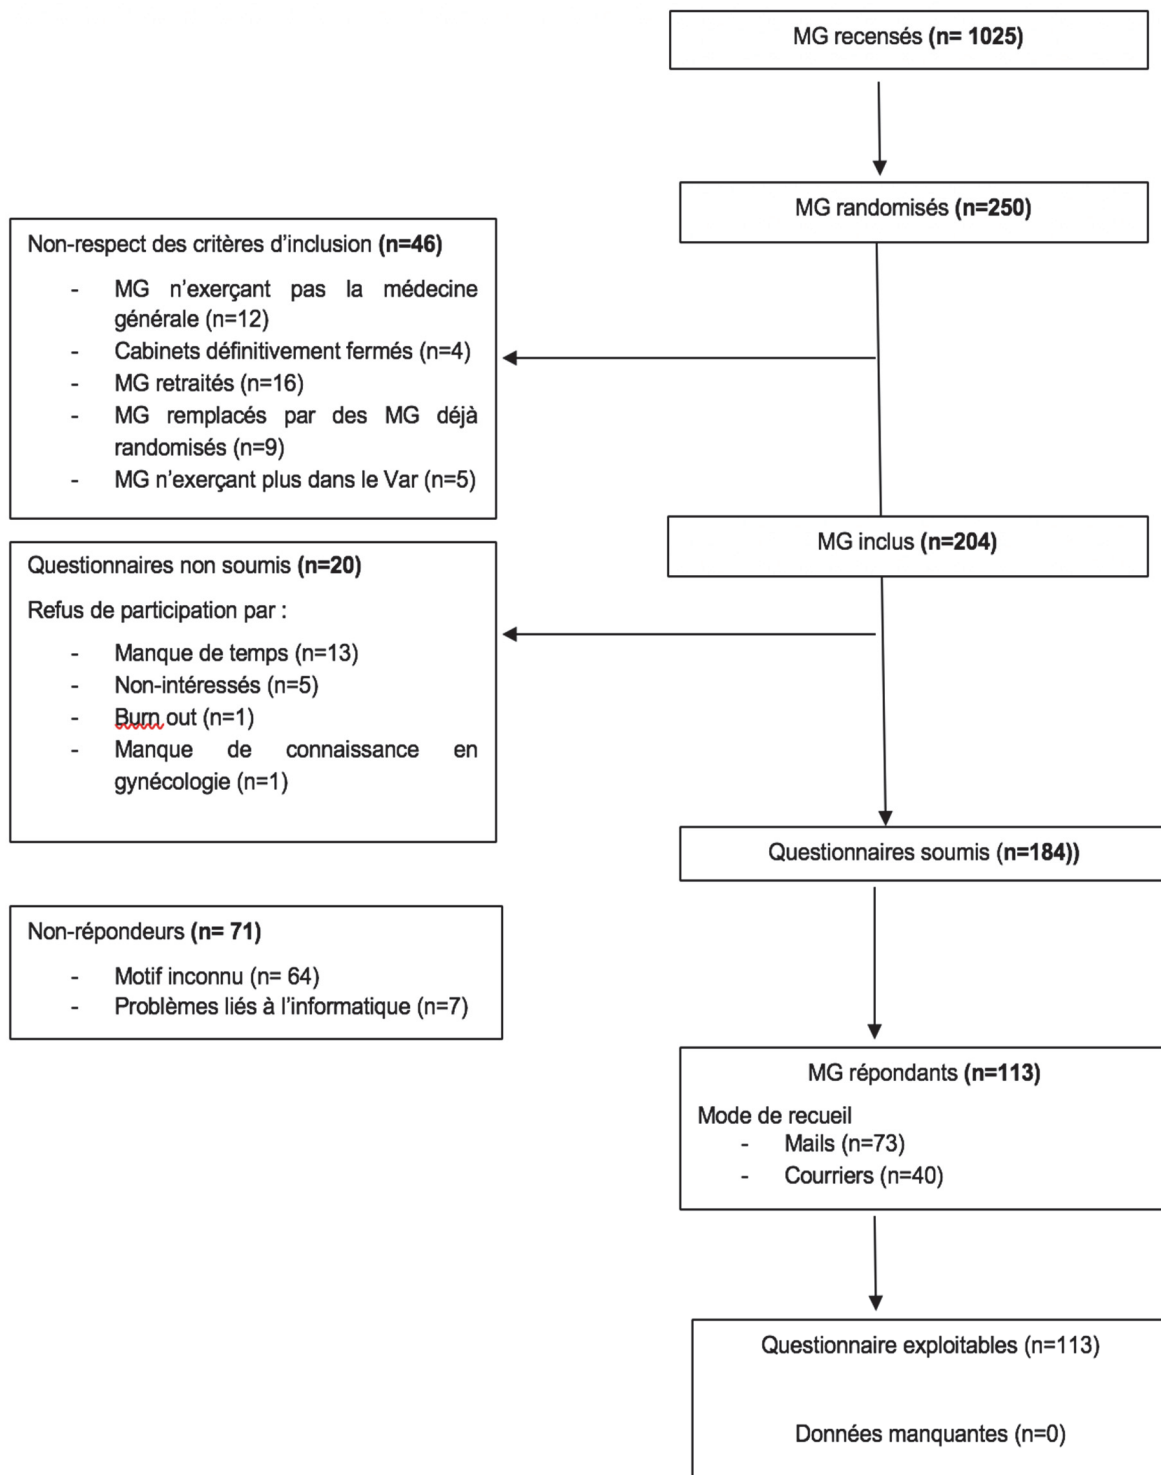 MG recensés (n= 1025)
MG randomisés (n=250)
Non-respect des critères d’inclusion (n=46)
- MG n’exerçant pas la médecine
générale (n=12)
- Cabinets définitivement fermés (n=4)
- MG retraités (n=16)
- MG remplacés par des MG déjà
randomisés (n=9)
- MG n’exerçant plus dans le Var (n=5)
MG inclus (n=204)
Questionnaires non soumis (n=20)
Refus de participation par :
- Manque de temps (n=13)
- Non-intéressés (n=5)
- Burn out (n=1)
- Manque de connaissance en
gynécologie (n=1)
Questionnaires soumis (n=184))
Non-répondeurs (n= 71)
- Motif inconnu (n= 64)
- Problèmes liés à l’informatique (n=7)
MG répondants (n=113)
Mode de recueil
- Mails (n=73)
- Courriers (n=40)
Questionnaire exploitables (n=113)
Données manquantes (n=0)